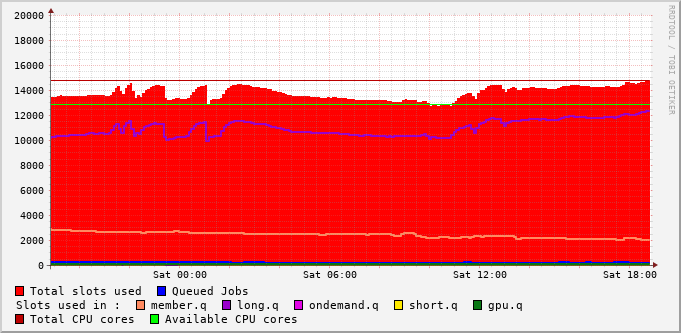 20000
18000
16000
14000
12000
10000
8000
6000
4000
2000
0
Sat 00:00 Sat 06:00 Sat 12:00 Sat 18:00
RRDTOOL / TOBI OETIKER
Total slots used Queued Jobs
Slots used in : member.q long.q ondemand.q short.q gpu.q
Total CPU cores Available CPU cores